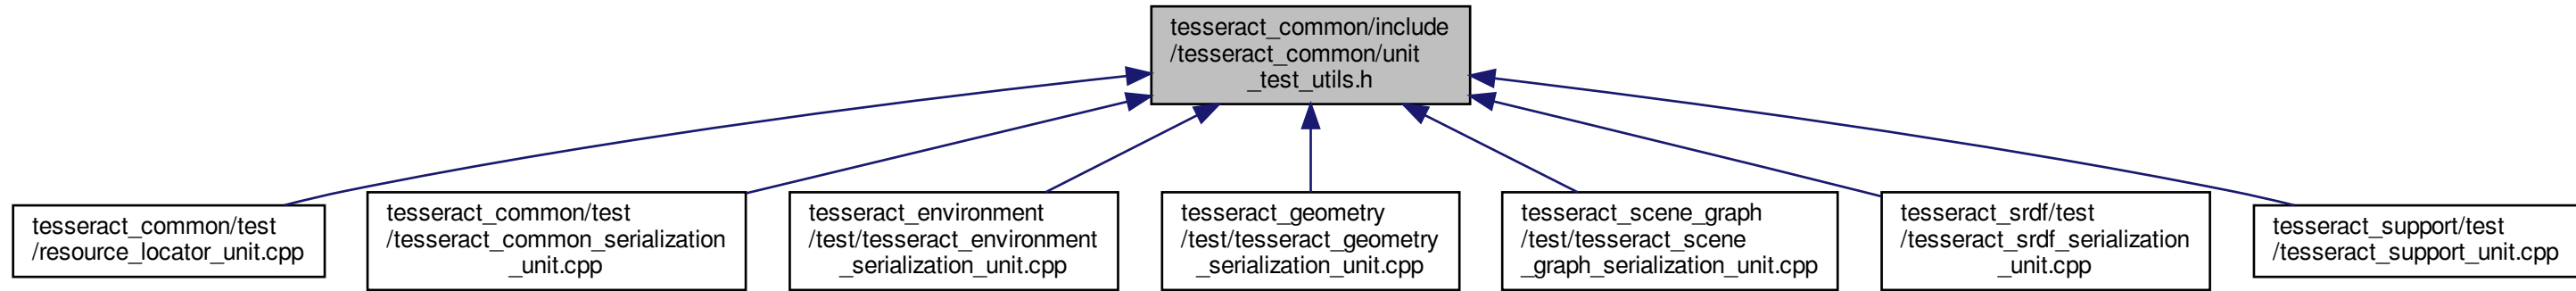 tesseract_common/include
/tesseract_common/unit
_test_utils.h
tesseract_common/test
/resource_locator_unit.cpp
tesseract_common/test
/tesseract_common_serialization
_unit.cpp
tesseract_environment
/test/tesseract_environment
_serialization_unit.cpp
tesseract_geometry
/test/tesseract_geometry
_serialization_unit.cpp
tesseract_scene_graph
/test/tesseract_scene
_graph_serialization_unit.cpp
tesseract_srdf/test
/tesseract_srdf_serialization
_unit.cpp
tesseract_support/test
/tesseract_support_unit.cpp